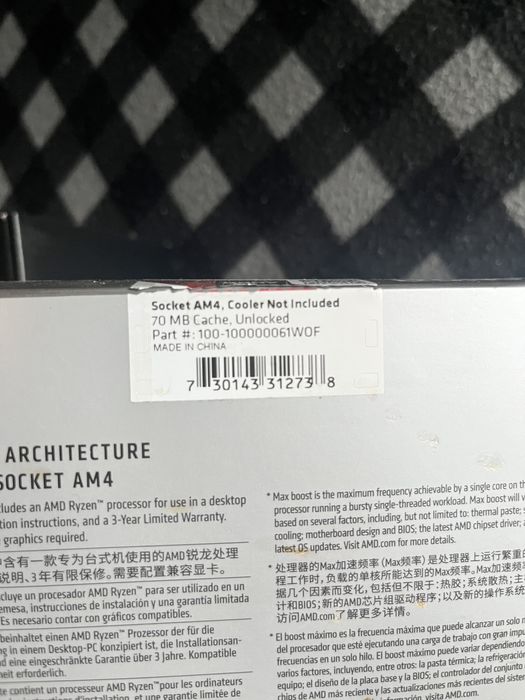 Socket AM4, Cooler Not Included
70 MB Cache, Unlocked
Part #: 100-100000061WOF
MADE IN CHINA
7 30143 31273 8
ARCHITECTURE
SOCKET AM4
cludes an AMD Ryzen™ processor for use in a desktop
tion instructions, and a 3-Year Limited Warranty.
graphics required.
含有一款专为台式机使用的AMD锐龙处理
说明、3年有限保修。需要配置兼容显卡。
cluye un procesador AMD Ryzen™ para ser utilizado en un
emesa, instrucciones de instalación y una garantía limitada
Es necesario contar con gráficos compatibles.
beinhaltet einen AMD Ryzen™ Prozessor der für die
g in einem Desktop-PC konzipiert ist, die Installationsan-
d eine eingeschränkte Garantie über 3 Jahre. Kompatible
heit erforderlich.
te contient un processeur AMD Ryzen™pour les ordinateurs
d'installation et une garantie limitée de
* Max boost is the maximum frequency achievable by a single core on th
processor running a bursty single-threaded workload. Max boost will v
based on several factors, including, but not limited to: thermal paste;
cooling; motherboard design and BIOS; the latest AMD chipset driver;
latest OS updates. Visit AMD.com for more details.
* 处理器的Max加速频率 (Max频率) 是处理器上运行繁重
程工作时,负载的单核所能达到的Max频率。Max加速频
据几个因素而变化,包括但不限于:热胶;系统散热;主
计和BIOS;新的AMD芯片组驱动程序;以及新的操作系统
访问AMD.com了解更多详情。
* El boost máximo es la frecuencia máxima que puede alcanzar un solo n
del procesador que esté ejecutando una carga de trabajo con gran impu
frecuencias en un solo hilo. El boost máximo puede variar dependiendo
varios factores, incluyendo, entre otros: la pasta térmica; la refrigeració
equipo; el diseño de la placa base y la BIOS; el controlador del conjunto
chips de AMD más reciente y las actualizaciones más recientes del siste
información, visita AMD.com.